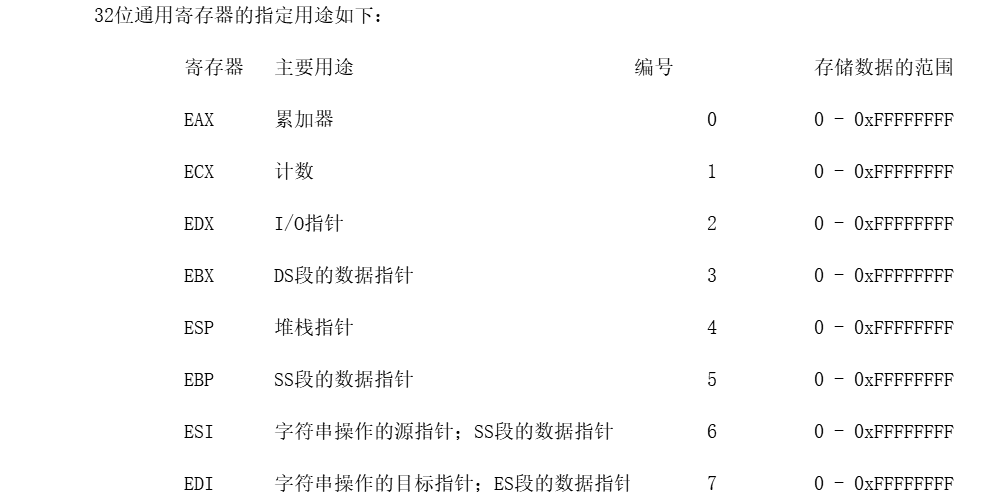 32位通用寄存器的指定用途如下：
寄存器 主要用途 编号 存储数据的范围
EAX 累加器 0 0 - 0xFFFFFFFF
ECX 计数 1 0 - 0xFFFFFFFF
EDX I/O指针 2 0 - 0xFFFFFFFF
EBX DS段的数据指针 3 0 - 0xFFFFFFFF
ESP 堆栈指针 4 0 - 0xFFFFFFFF
EBP SS段的数据指针 5 0 - 0xFFFFFFFF
ESI 字符串操作的源指针；SS段的数据指针 6 0 - 0xFFFFFFFF
EDI 字符串操作的目标指针；ES段的数据指针 7 0 - 0xFFFFFFFF